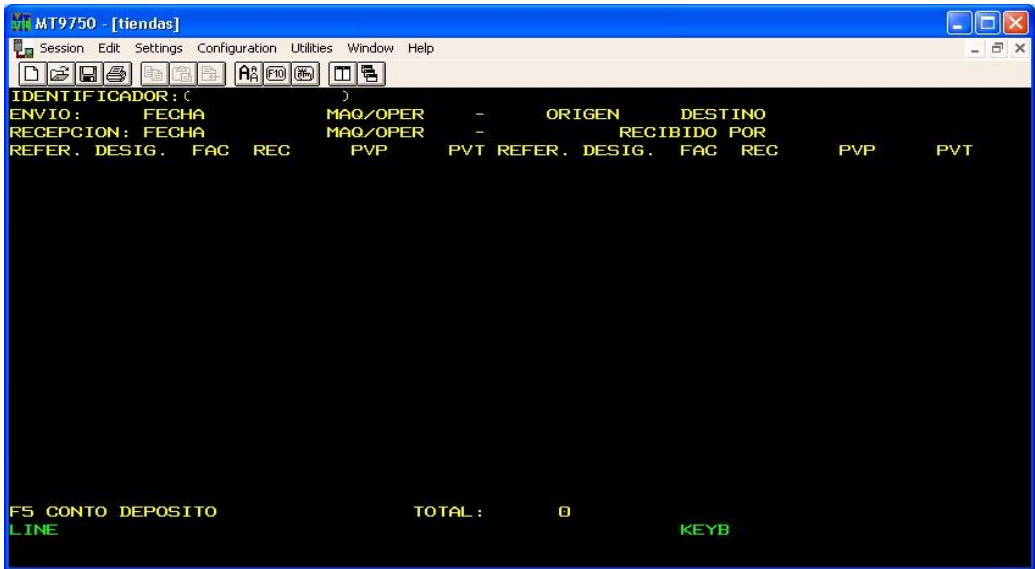 MT9750 - [tiendas]
Session Edit Settings Configuration Utilities Window Help
F10
IDENTIFICADOR:( )
ENVIO: FECHA MAQ/OPER - ORIGEN DESTINO
RECEPCION: FECHA MAQ/OPER - RECIBIDO POR
REFER. DESIG. FAC REC PVP PVT REFER. DESIG. FAC REC PVP PVT
F5 CONTO DEPOSITO TOTAL: 0
LINE KEYB